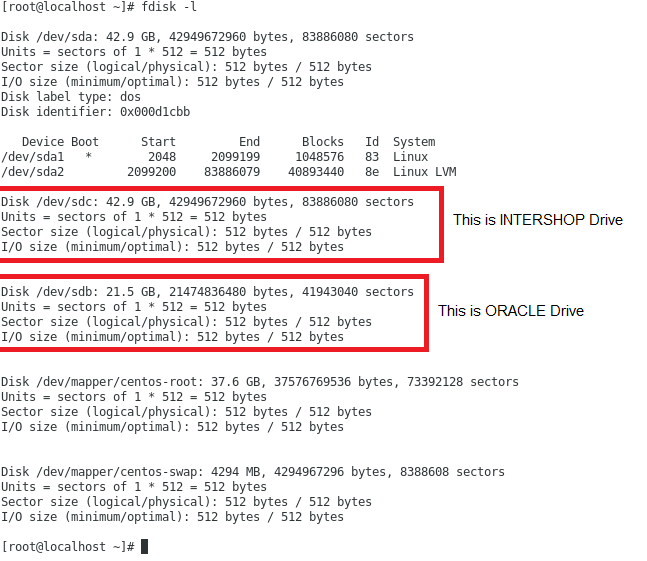 [root@localhost ~]# fdisk -l
Disk /dev/sda: 42.9 GB, 42949672960 bytes, 83886080 sectors
Units = sectors of 1 * 512 = 512 bytes
Sector size (logical/physical): 512 bytes / 512 bytes
I/O size (minimum/optimal): 512 bytes / 512 bytes
Disk label type: dos
Disk identifier: 0x000d1cbb
Device Boot Start End Blocks Id System
/dev/sda1 * 2048 2099199 1048576 83 Linux
/dev/sda2 2099200 83886079 40893440 8e Linux LVM
Disk /dev/sdc: 42.9 GB, 42949672960 bytes, 83886080 sectors
Units = sectors of 1 * 512 = 512 bytes
Sector size (logical/physical): 512 bytes / 512 bytes
I/O size (minimum/optimal): 512 bytes / 512 bytes
This is INTERSHOP Drive
Disk /dev/sdb: 21.5 GB, 21474836480 bytes, 41943040 sectors
Units = sectors of 1 * 512 = 512 bytes
Sector size (logical/physical): 512 bytes / 512 bytes
I/O size (minimum/optimal): 512 bytes / 512 bytes
This is ORACLE Drive
Disk /dev/mapper/centos-root: 37.6 GB, 37576769536 bytes, 73392128 sectors
Units = sectors of 1 * 512 = 512 bytes
Sector size (logical/physical): 512 bytes / 512 bytes
I/O size (minimum/optimal): 512 bytes / 512 bytes
Disk /dev/mapper/centos-swap: 4294 MB, 4294967296 bytes, 8388608 sectors
Units = sectors of 1 * 512 = 512 bytes
Sector size (logical/physical): 512 bytes / 512 bytes
I/O size (minimum/optimal): 512 bytes / 512 bytes
[root@localhost ~]#